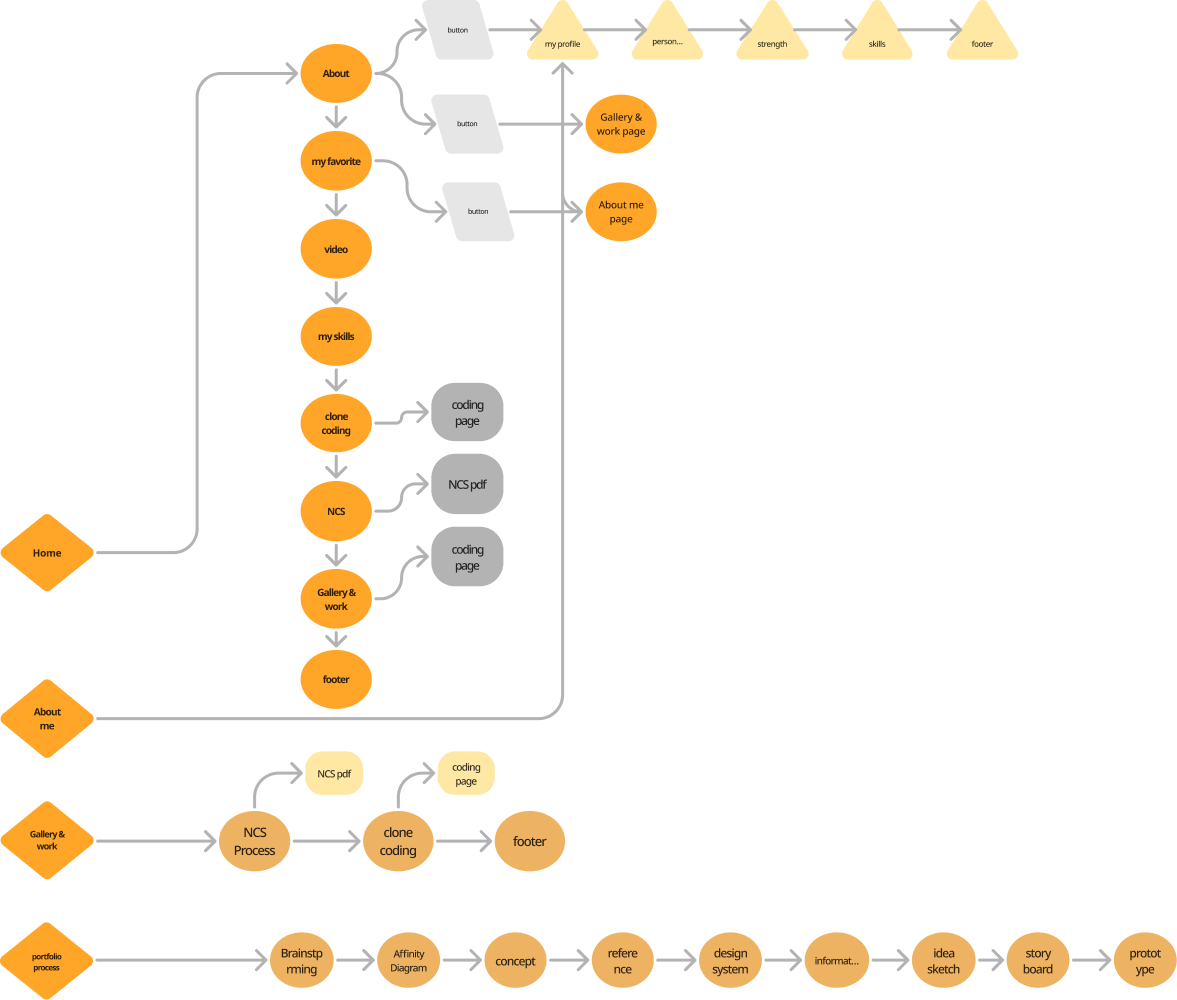 button
my profile
person...
strength
skills
footer
About
button
Gallery &
work page
my favorite
button
About me
page
video
my skills
clone
coding
coding
page
NCS
NCS pdf
Home
coding
page
Gallery &
work
footer
About
me
NCS pdf
coding
page
Gallery &
work
NCS
Process
clone
coding
footer
portfolio
process
Brainstp
rming
Affinity
Diagram
concept
refere
nce
design
system
informat...
idea
sketch
story
board
protot
ype